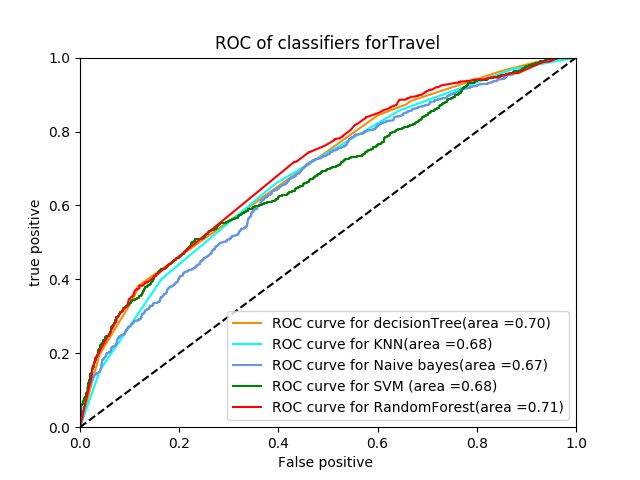 ROC of classifiers forTravel
1.0
0.8
0.6
0.4
0.2
0.0
true positive
ROC curve for decisionTree(area =0.70)
ROC curve for KNN(area =0.68)
ROC curve for Naive bayes(area =0.67)
ROC curve for SVM (area =0.68)
ROC curve for RandomForest(area =0.71)
0.0 0.2 0.4 0.6 0.8 1.0
False positive